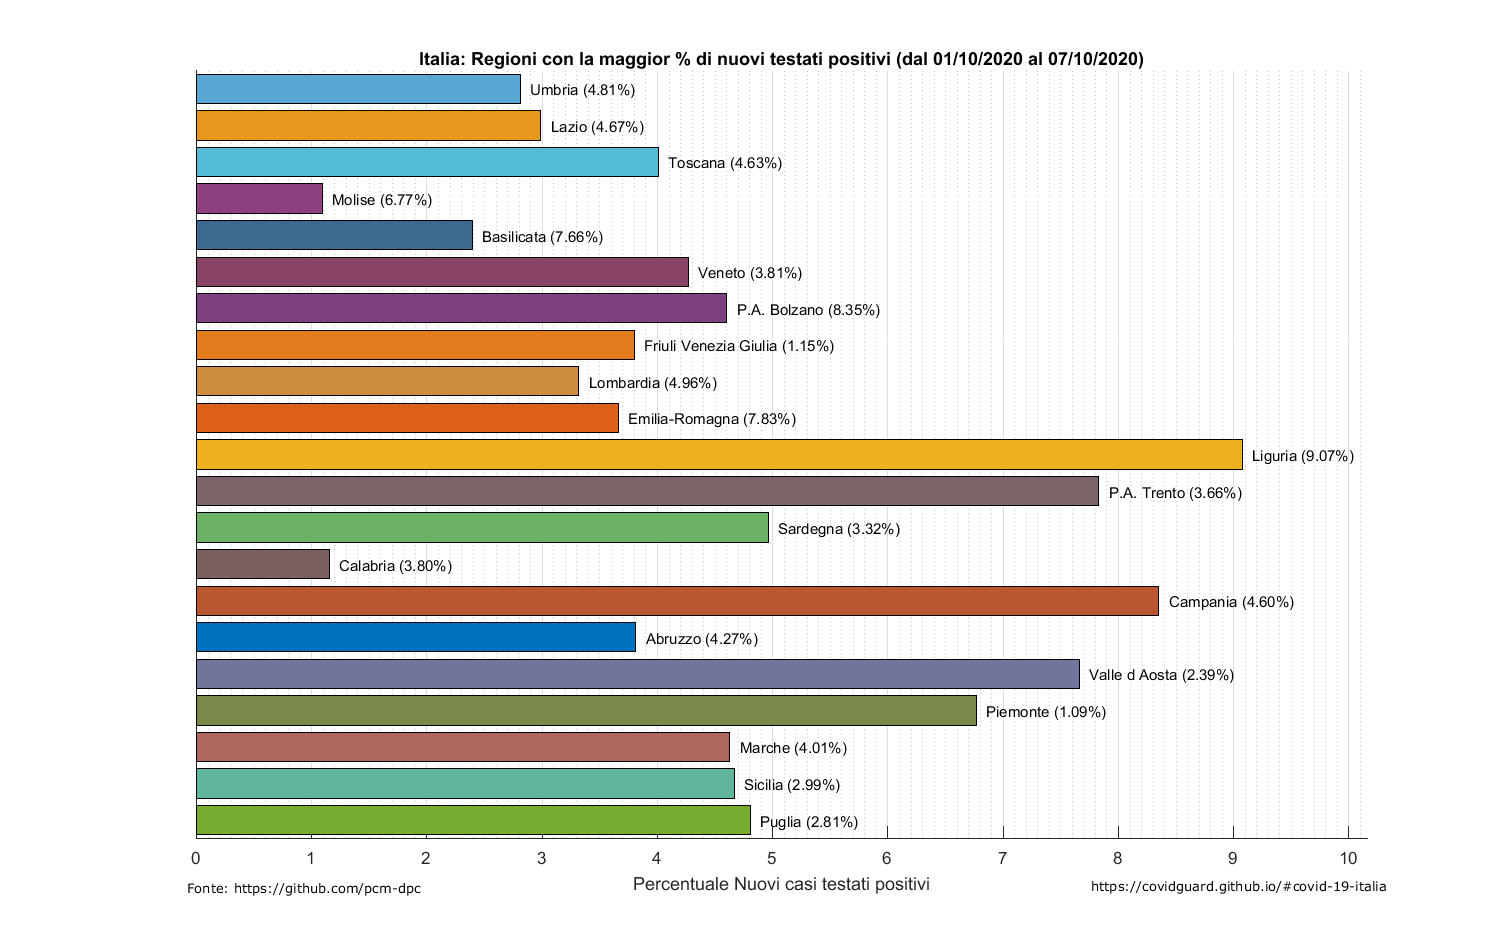 Italia: Regioni con la maggior % di nuovi testati positivi (dal 01/10/2020 al 07/10/2020)
Umbria (4.81%)
Lazio (4.67%)
Toscana (4.63%)
Molise (6.77%)
Basilicata (7.66%)
Veneto (3.81%)
P.A. Bolzano (8.35%)
Friuli Venezia Giulia (1.15%)
Lombardia (4.96%)
Emilia-Romagna (7.83%)
Liguria (9.07%)
P.A. Trento (3.66%)
Sardegna (3.32%)
Calabria (3.80%)
Campania (4.60%)
Abruzzo (4.27%)
Valle d Aosta (2.39%)
Piemonte (1.09%)
Marche (4.01%)
Sicilia (2.99%)
Puglia (2.81%)
0 1 2 3 4 5 6 7 8 9 10
Percentuale Nuovi casi testati positivi
Fonte: https://github.com/pcm-dpc
https://covidguard.github.io/#covid-19-italia